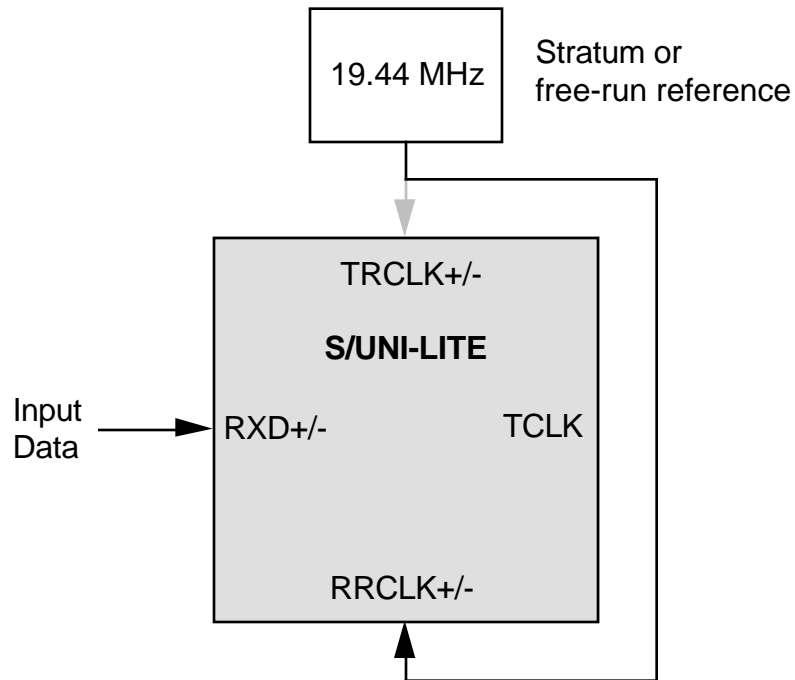 19.44 MHz
Stratum or
free-run reference
TRCLK+/-
S/UNI-LITE
Input
Data
RXD+/-
TCLK
RRCLK+/-